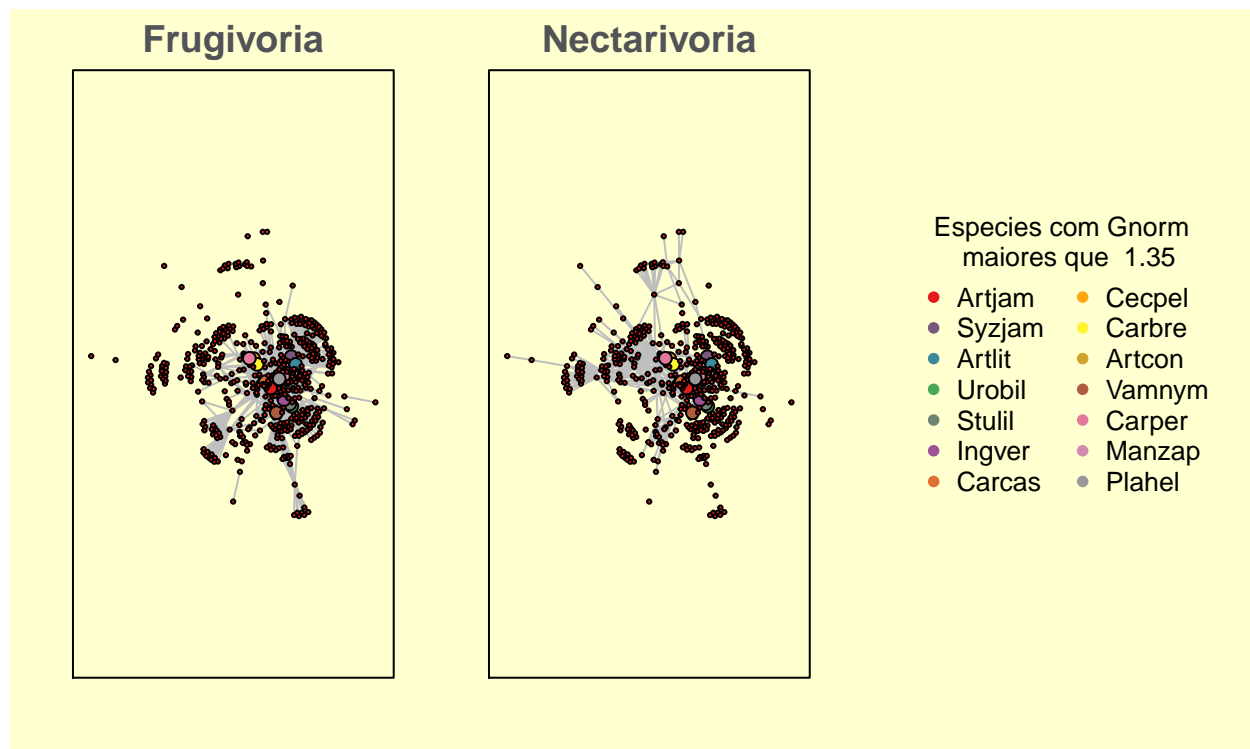 Frugivoria
Nectarivoria
Especies com Gnorm
maiores que 1.35
Artjam
Syzjam
Artlit
Urobil
Stulil
Ingver
Carcas
Cecpel
Carbre
Artcon
Vamnym
Carper
Manzap
Plahel